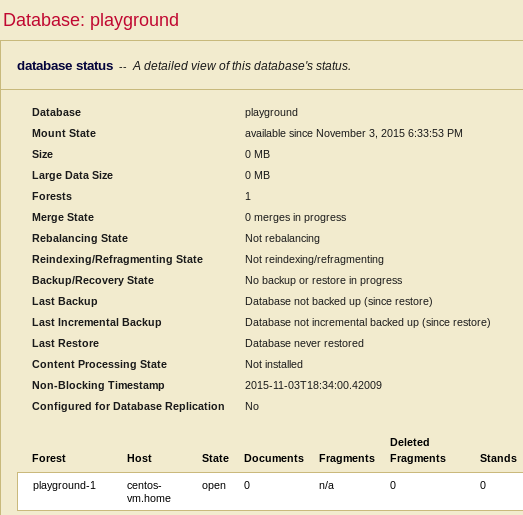 Database: playground
database status -- A detailed view of this database's status.
Database playground
Mount State available since November 3, 2015 6:33:53 PM
Size 0 MB
Large Data Size 0 MB
Forests 1
Merge State 0 merges in progress
Rebalancing State Not rebalancing
Reindexing/Refragmenting State Not reindexing/refragmenting
Backup/Recovery State No backup or restore in progress
Last Backup Database not backed up (since restore)
Last Incremental Backup Database not incremental backed up (since restore)
Last Restore Database never restored
Content Processing State Not installed
Non-Blocking Timestamp 2015-11-03T18:34:00.42009
Configured for Database Replication No
Deleted
Forest Host State Documents Fragments Fragments Stands
playground-1 centos- open 0 n/a 0 0
vm.home